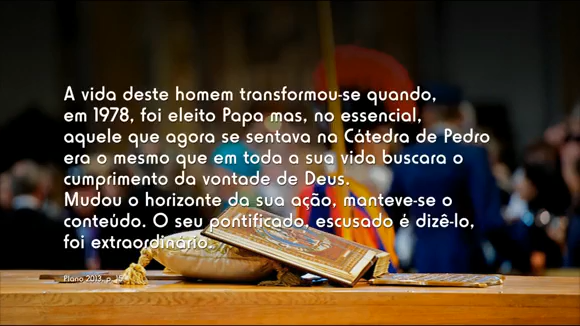 A vida deste homem transformou-se quando,
em 1978, foi eleito Papa mas, no essencial,
aquele que agora se sentava na Cátedra de Pedro
era o mesmo que em toda a sua vida buscara o
cumprimento da vontade de Deus.
Mudou o horizonte da sua ação, manteve-se o
conteúdo. O seu pontificado, escusado é dizê-lo,
foi extraordinário.
Plano 2013, p. 15